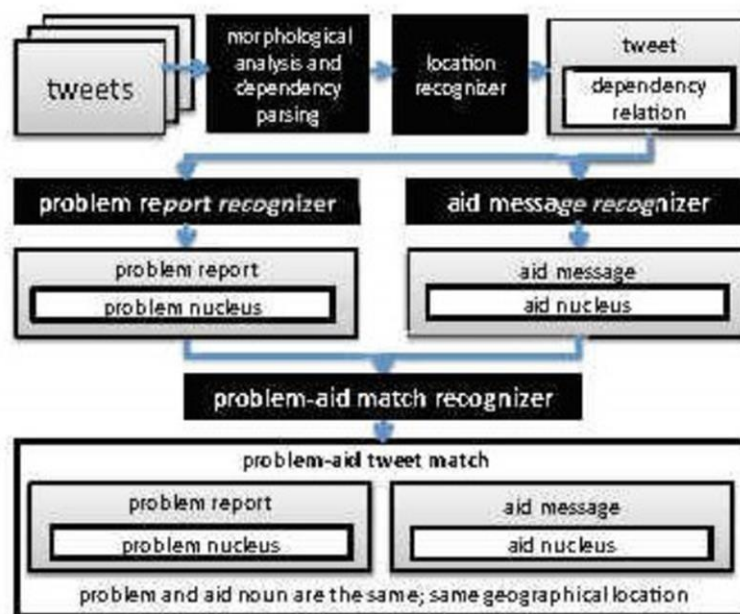 tweets
morphological
analysis and
dependency
parsing
location
recognizer
tweet
dependency
relation
problem report recognizer
aid message recognizer
problem report
problem nucleus
aid message
aid nucleus
problem-aid match recognizer
problem-aid tweet match
problem report
problem nucleus
aid message
aid nucleus
problem and aid noun are the same; same geographical location